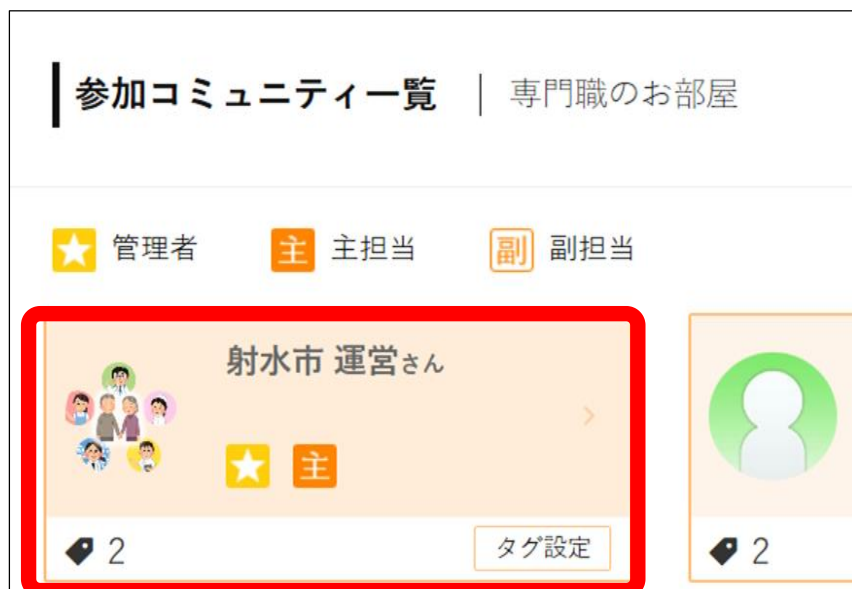 参加コミュニティ一覧 | 専門職のお部屋
管理者 主 主担当 副 副担当
射水市 運営さん
主
2 タグ設定 2